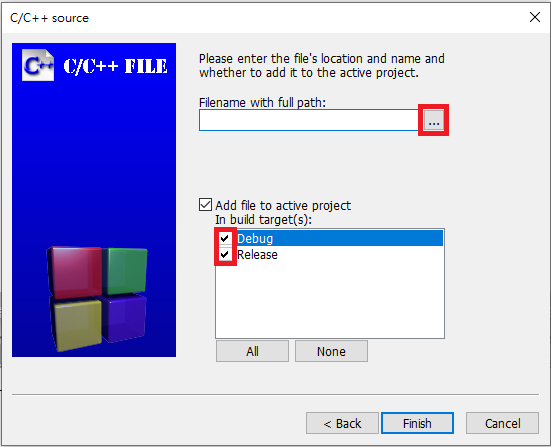 C/C++ source
C++
C/C++ FILE
Please enter the file's location and name and
whether to add it to the active project.
Filename with full path:
...
Add file to active project
In build target(s):
Debug
Release
All
None
< Back
Finish
Cancel